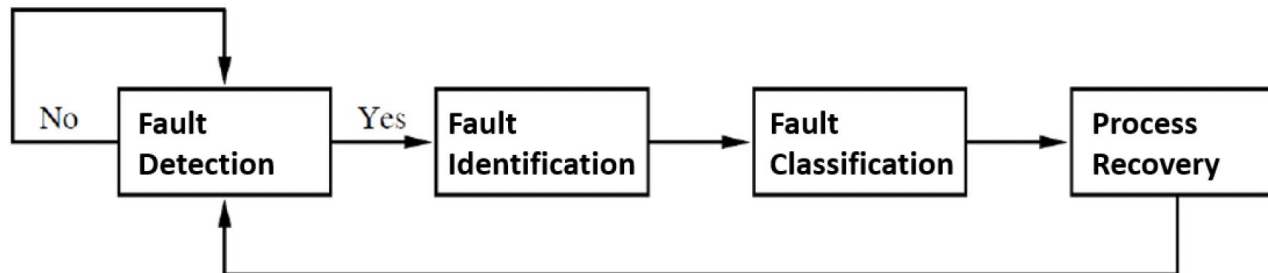 No
Fault
Detection
Yes
Fault
Identification
Fault
Classification
Process
Recovery